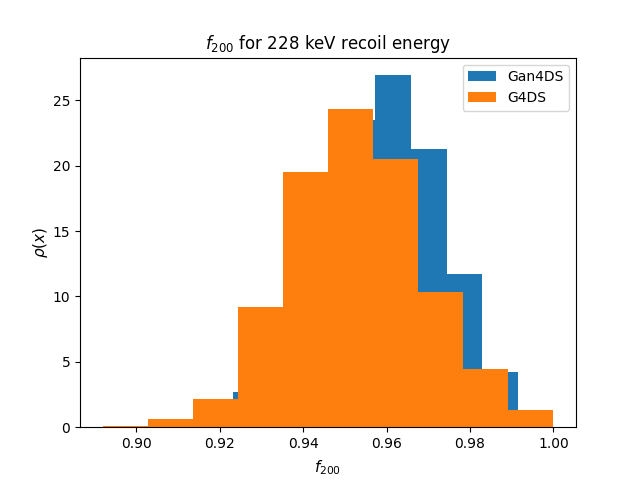 f₂₀₀ for 228 keV recoil energy
Gan4DS
G4DS
25
20
15
10
5
0
ρ(x)
0.90 0.92 0.94 0.96 0.98 1.00
f₂₀₀